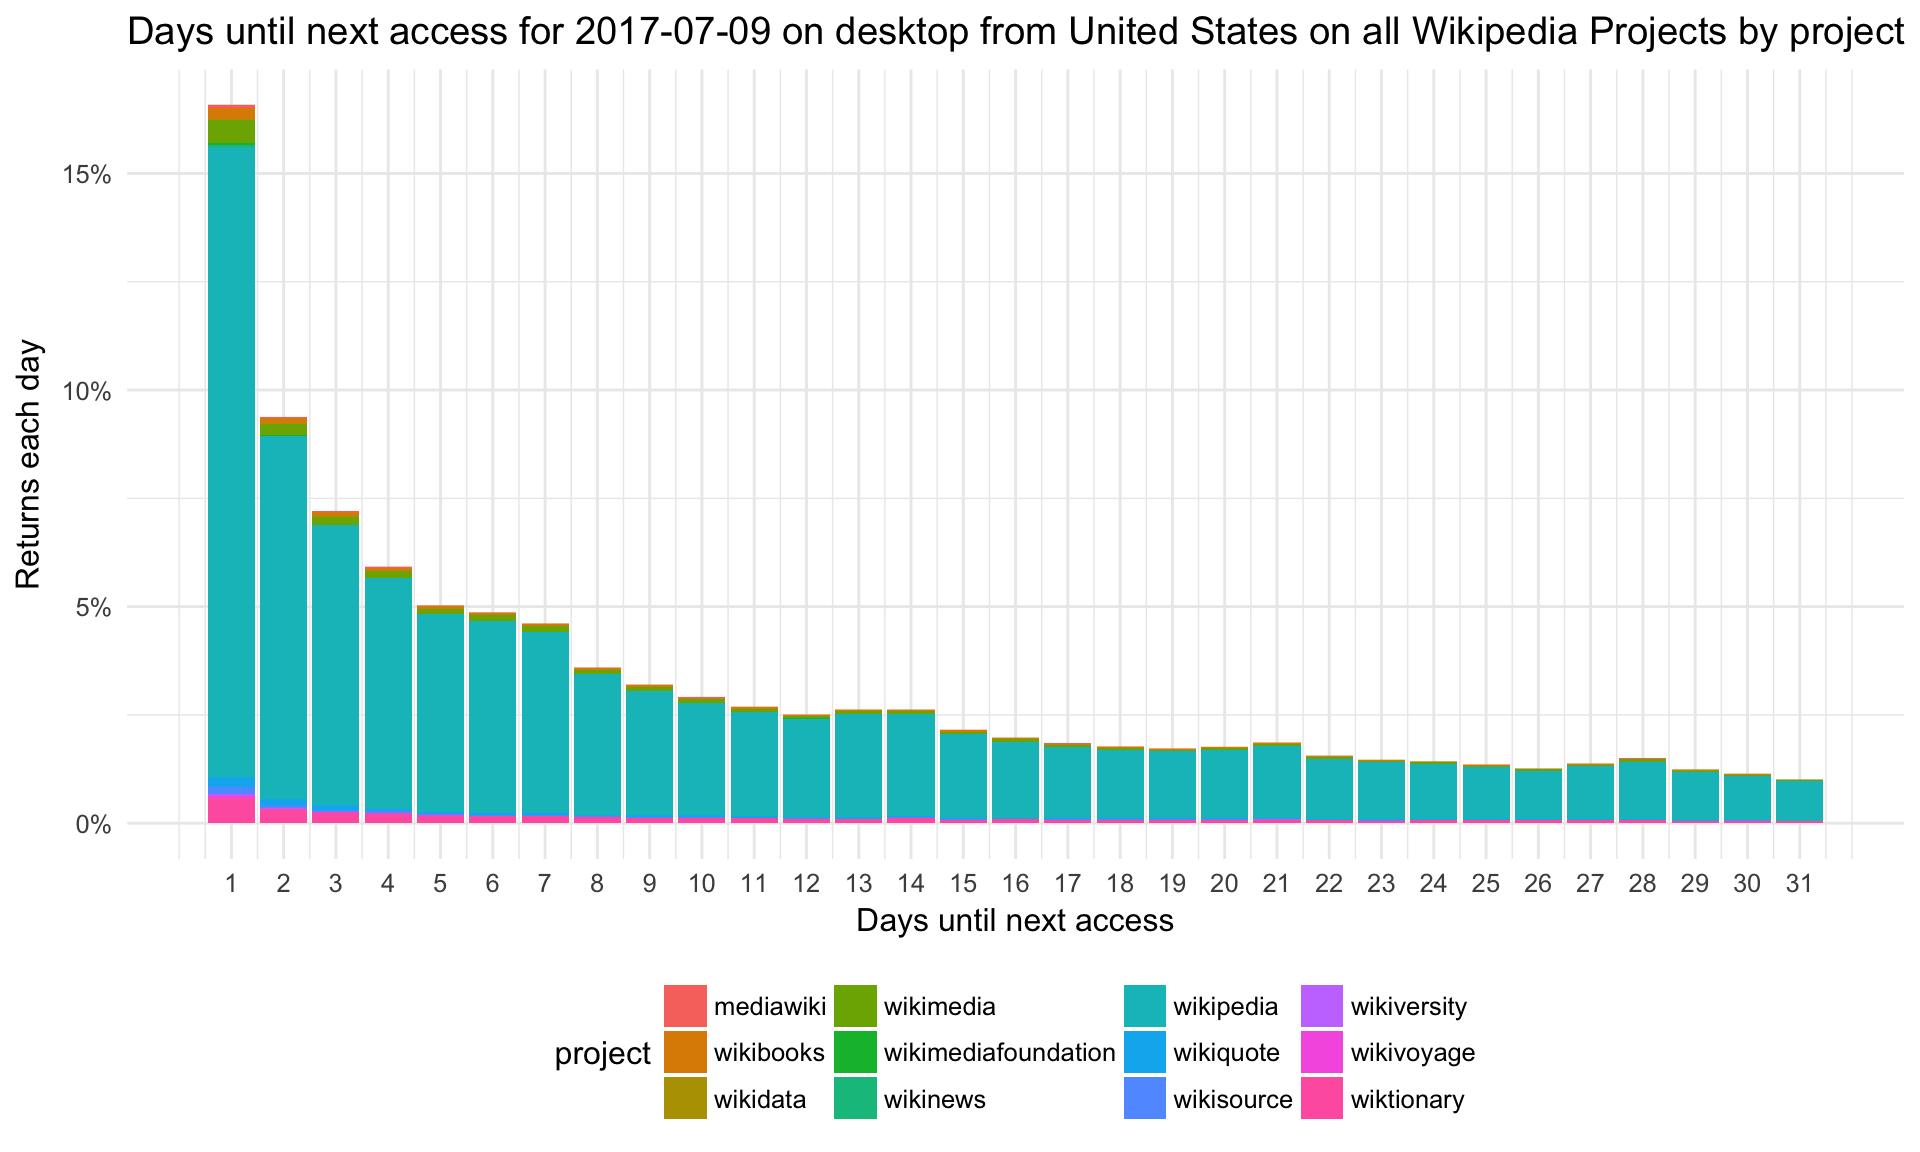 Days until next access for 2017-07-09 on desktop from United States on all Wikipedia Projects by project
Returns each day
15%
10%
5%
0%
1 2 3 4 5 6 7 8 9 10 11 12 13 14 15 16 17 18 19 20 21 22 23 24 25 26 27 28 29 30 31
Days until next access
project
mediawiki wikimedia wikipedia wikiversity
wikibooks wikimediafoundation wikiquote wikivoyage
wikidata wikinews wikisource wiktionary